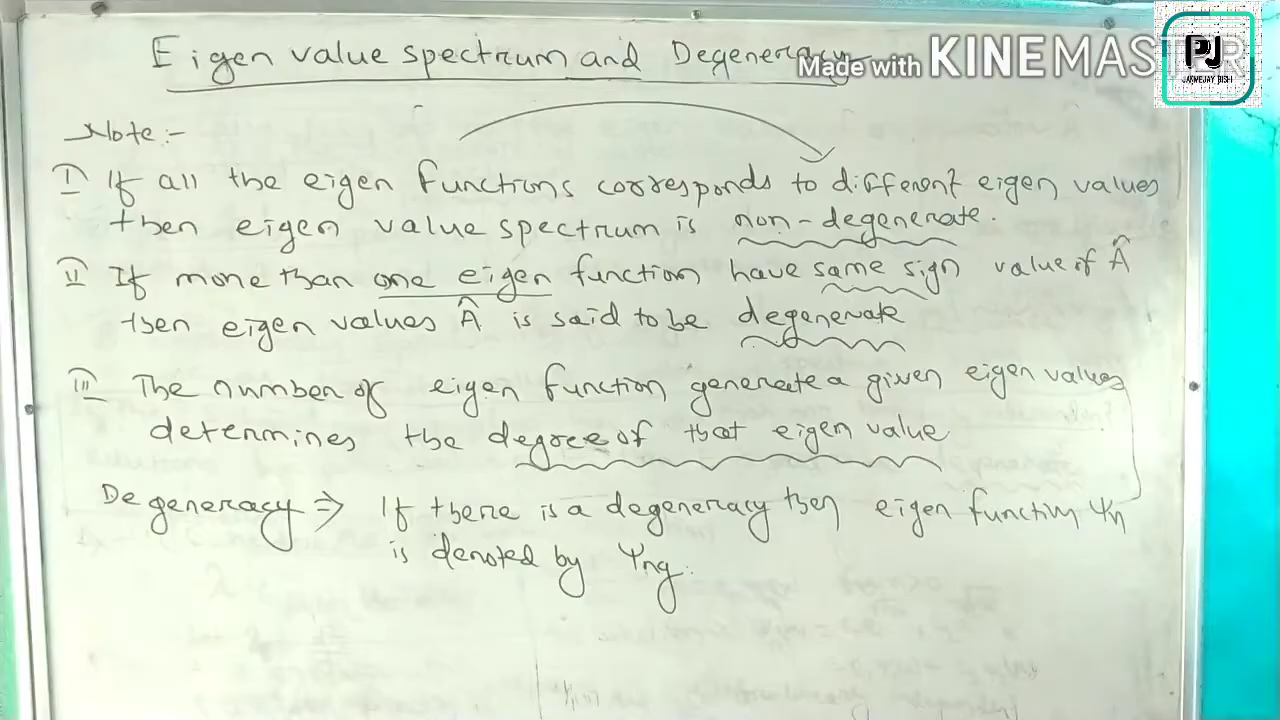 Eigen value spectrum and Degeneracy
Made with KINEMASTER
PJ
JANMEJAY BISHI
Note:-
I) If all the eigen functions corresponds to different eigen values
then eigen value spectrum is non-degenerate.
II) If more than one eigen function have same sign value of Â
then eigen values Â is said to be degenerate
III) The number of eigen function generate a given eigen values
determines the degree of that eigen value
Degeneracy ⇒ If there is a degeneracy then eigen function Ψn
is denoted by Ψng.